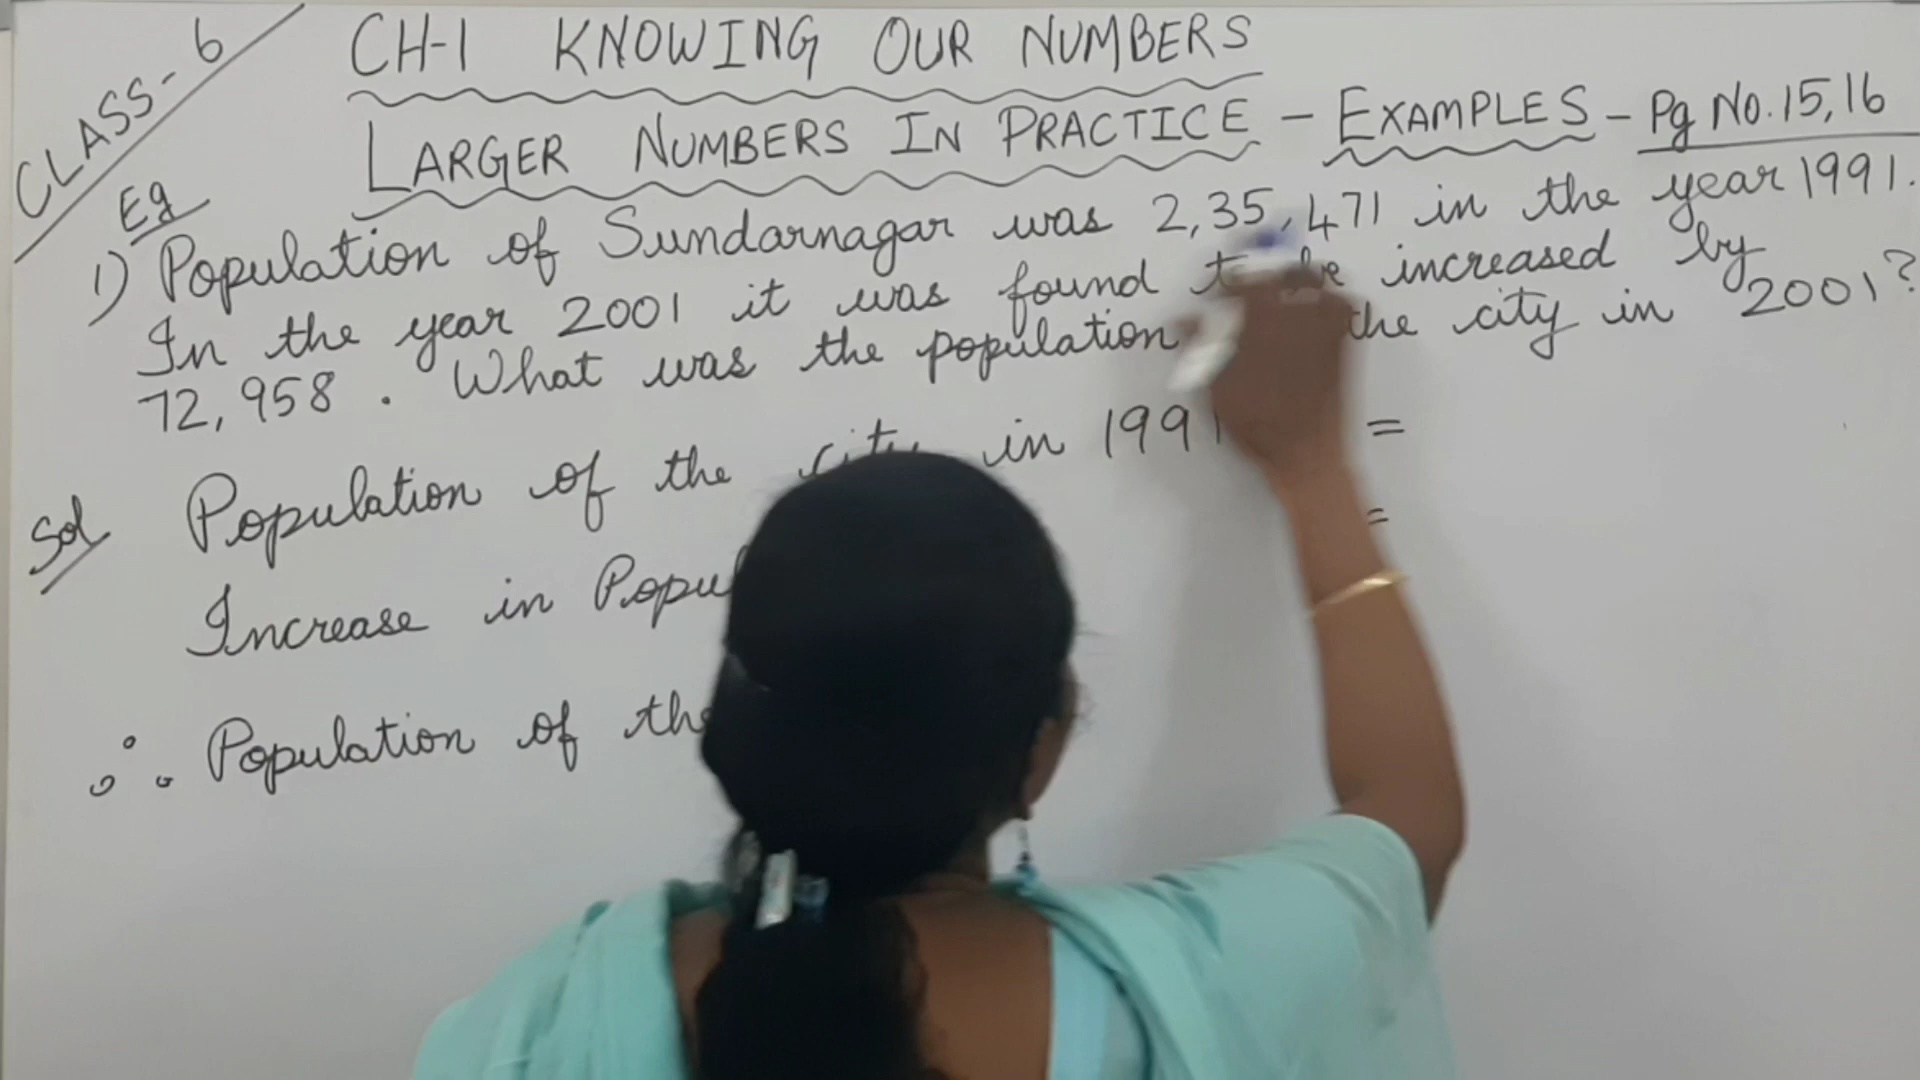 CLASS-6
CH-1 KNOWING OUR NUMBERS
LARGER NUMBERS IN PRACTICE - EXAMPLES - Pg No. 15,16
Eg
1) Population of Sundarnagar was 2,35,471 in the year 1991.
In the year 2001 it was found to be increased by
72,958. What was the population the city in 2001?
Sol Population of the city in 1991 =
Increase in =
∴ Population of the